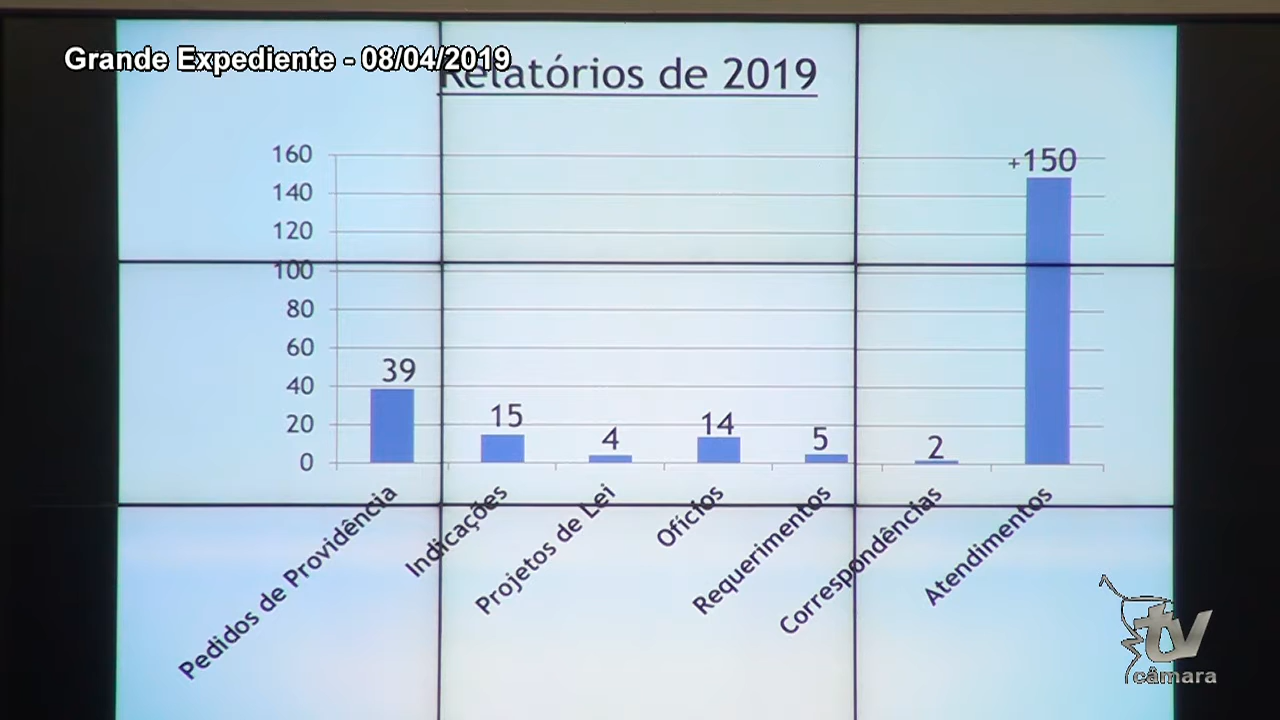 Grande Expediente - 08/04/2019
Relatórios de 2019
160
140
120
100
80
60
40
20
0
39
15
4
14
5
2
+150
Pedidos de Providência
Indicações
Projetos de Lei
Ofícios
Requerimentos
Correspondências
Atendimentos
tv
câmara